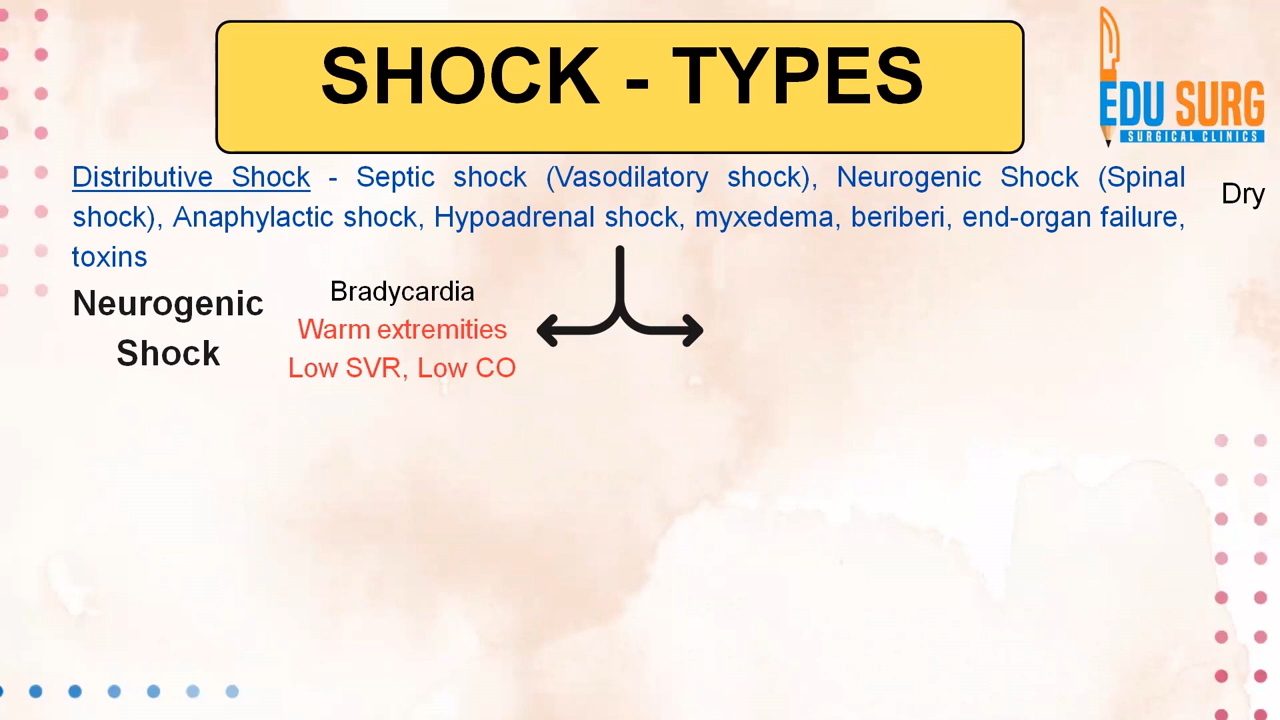 SHOCK - TYPES
EDU SURG
SURGICAL CLINICS
Distributive Shock - Septic shock (Vasodilatory shock), Neurogenic Shock (Spinal
shock), Anaphylactic shock, Hypoadrenal shock, myxedema, beriberi, end-organ failure,
toxins
Dry
Neurogenic
Shock
Bradycardia
Warm extremities
Low SVR, Low CO